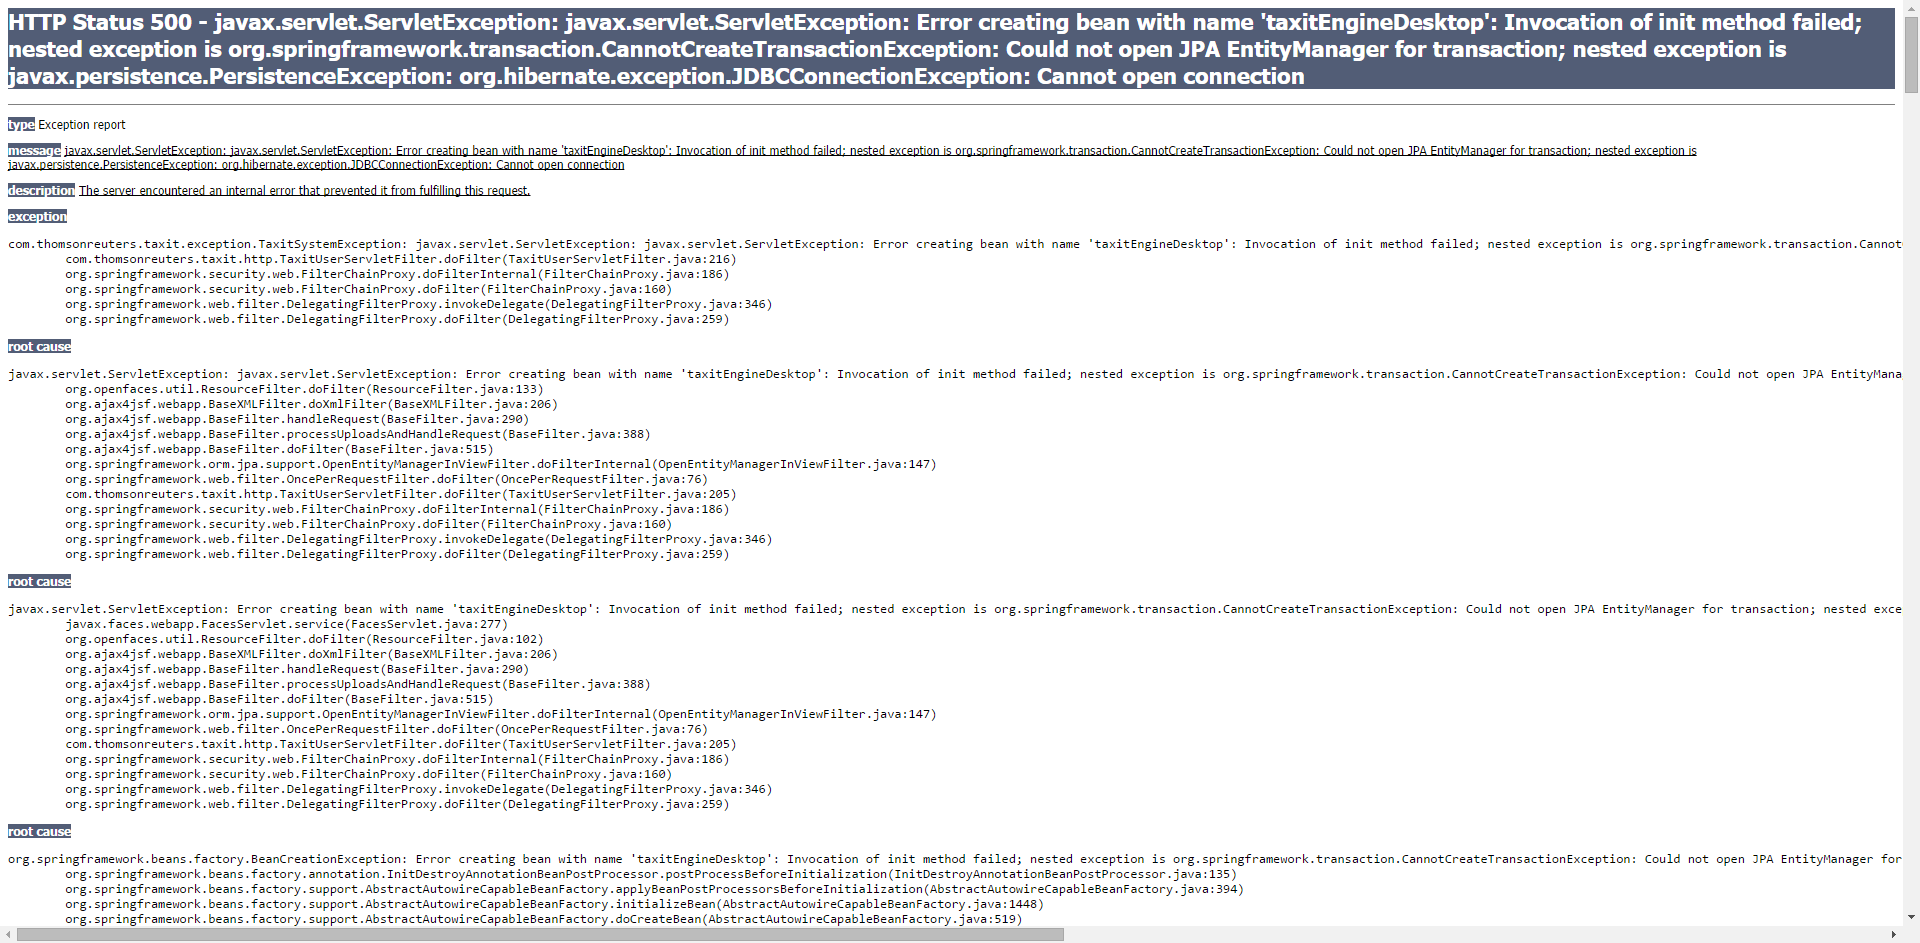 HTTP Status 500 - javax.servlet.ServletException: javax.servlet.ServletException: Error creating bean with name 'taxitEngineDesktop': Invocation of init method failed;
nested exception is org.springframework.transaction.CannotCreateTransactionException: Could not open JPA EntityManager for transaction; nested exception is
javax.persistence.PersistenceException: org.hibernate.exception.JDBCConnectionException: Cannot open connection
type Exception report
message javax.servlet.ServletException: javax.servlet.ServletException: Error creating bean with name 'taxitEngineDesktop': Invocation of init method failed; nested exception is org.springframework.transaction.CannotCreateTransactionException: Could not open JPA EntityManager for transaction; nested exception is
javax.persistence.PersistenceException: org.hibernate.exception.JDBCConnectionException: Cannot open connection
description The server encountered an internal error that prevented it from fulfilling this request.
exception
com.thomsonreuters.taxit.exception.TaxitSystemException: javax.servlet.ServletException: javax.servlet.ServletException: Error creating bean with name 'taxitEngineDesktop': Invocation of init method failed; nested exception is org.springframework.transaction.Cannot
com.thomsonreuters.taxit.http.TaxitUserServletFilter.doFilter(TaxitUserServletFilter.java:216)
org.springframework.security.web.FilterChainProxy.doFilterInternal(FilterChainProxy.java:186)
org.springframework.security.web.FilterChainProxy.doFilter(FilterChainProxy.java:160)
org.springframework.web.filter.DelegatingFilterProxy.invokeDelegate(DelegatingFilterProxy.java:346)
org.springframework.web.filter.DelegatingFilterProxy.doFilter(DelegatingFilterProxy.java:259)
root cause
javax.servlet.ServletException: javax.servlet.ServletException: Error creating bean with name 'taxitEngineDesktop': Invocation of init method failed; nested exception is org.springframework.transaction.CannotCreateTransactionException: Could not open JPA EntityMana
org.openfaces.util.ResourceFilter.doFilter(ResourceFilter.java:133)
org.ajax4jsf.webapp.BaseXMLFilter.doXmlFilter(BaseXMLFilter.java:206)
org.ajax4jsf.webapp.BaseFilter.handleRequest(BaseFilter.java:290)
org.ajax4jsf.webapp.BaseFilter.processUploadsAndHandleRequest(BaseFilter.java:388)
org.ajax4jsf.webapp.BaseFilter.doFilter(BaseFilter.java:515)
org.springframework.orm.jpa.support.OpenEntityManagerInViewFilter.doFilterInternal(OpenEntityManagerInViewFilter.java:147)
org.springframework.web.filter.OncePerRequestFilter.doFilter(OncePerRequestFilter.java:76)
com.thomsonreuters.taxit.http.TaxitUserServletFilter.doFilter(TaxitUserServletFilter.java:205)
org.springframework.security.web.FilterChainProxy.doFilterInternal(FilterChainProxy.java:186)
org.springframework.security.web.FilterChainProxy.doFilter(FilterChainProxy.java:160)
org.springframework.web.filter.DelegatingFilterProxy.invokeDelegate(DelegatingFilterProxy.java:346)
org.springframework.web.filter.DelegatingFilterProxy.doFilter(DelegatingFilterProxy.java:259)
root cause
javax.servlet.ServletException: Error creating bean with name 'taxitEngineDesktop': Invocation of init method failed; nested exception is org.springframework.transaction.CannotCreateTransactionException: Could not open JPA EntityManager for transaction; nested exce
javax.faces.webapp.FacesServlet.service(FacesServlet.java:277)
org.openfaces.util.ResourceFilter.doFilter(ResourceFilter.java:102)
org.ajax4jsf.webapp.BaseXMLFilter.doXmlFilter(BaseXMLFilter.java:206)
org.ajax4jsf.webapp.BaseFilter.handleRequest(BaseFilter.java:290)
org.ajax4jsf.webapp.BaseFilter.processUploadsAndHandleRequest(BaseFilter.java:388)
org.ajax4jsf.webapp.BaseFilter.doFilter(BaseFilter.java:515)
org.springframework.orm.jpa.support.OpenEntityManagerInViewFilter.doFilterInternal(OpenEntityManagerInViewFilter.java:147)
org.springframework.web.filter.OncePerRequestFilter.doFilter(OncePerRequestFilter.java:76)
com.thomsonreuters.taxit.http.TaxitUserServletFilter.doFilter(TaxitUserServletFilter.java:205)
org.springframework.security.web.FilterChainProxy.doFilterInternal(FilterChainProxy.java:186)
org.springframework.security.web.FilterChainProxy.doFilter(FilterChainProxy.java:160)
org.springframework.web.filter.DelegatingFilterProxy.invokeDelegate(DelegatingFilterProxy.java:346)
org.springframework.web.filter.DelegatingFilterProxy.doFilter(DelegatingFilterProxy.java:259)
root cause
org.springframework.beans.factory.BeanCreationException: Error creating bean with name 'taxitEngineDesktop': Invocation of init method failed; nested exception is org.springframework.transaction.CannotCreateTransactionException: Could not open JPA EntityManager for
org.springframework.beans.factory.annotation.InitDestroyAnnotationBeanPostProcessor.postProcessBeforeInitialization(InitDestroyAnnotationBeanPostProcessor.java:135)
org.springframework.beans.factory.support.AbstractAutowireCapableBeanFactory.applyBeanPostProcessorsBeforeInitialization(AbstractAutowireCapableBeanFactory.java:394)
org.springframework.beans.factory.support.AbstractAutowireCapableBeanFactory.initializeBean(AbstractAutowireCapableBeanFactory.java:1448)
org.springframework.beans.factory.support.AbstractAutowireCapableBeanFactory.doCreateBean(AbstractAutowireCapableBeanFactory.java:519)